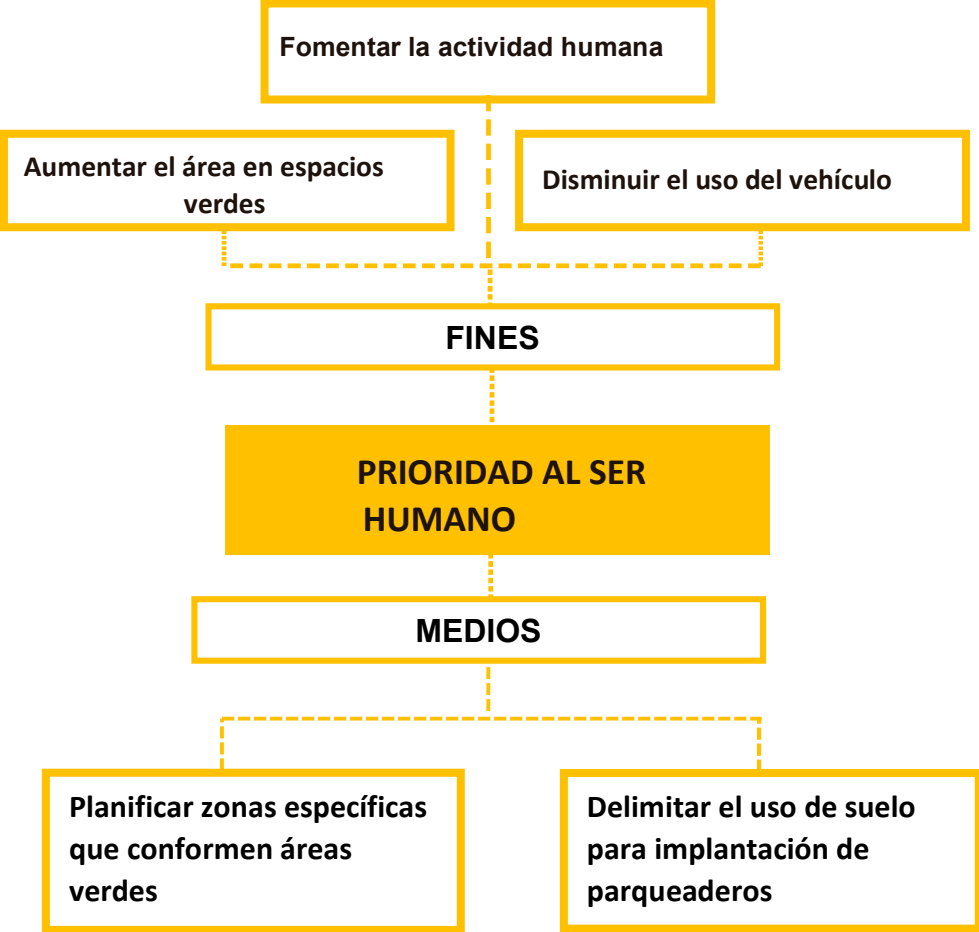 Fomentar la actividad humana
Aumentar el área en espacios
verdes
Disminuir el uso del vehículo
FINES
PRIORIDAD AL SER
HUMANO
MEDIOS
Planificar zonas específicas
que conformen áreas
verdes
Delimitar el uso de suelo
para implantación de
parqueaderos